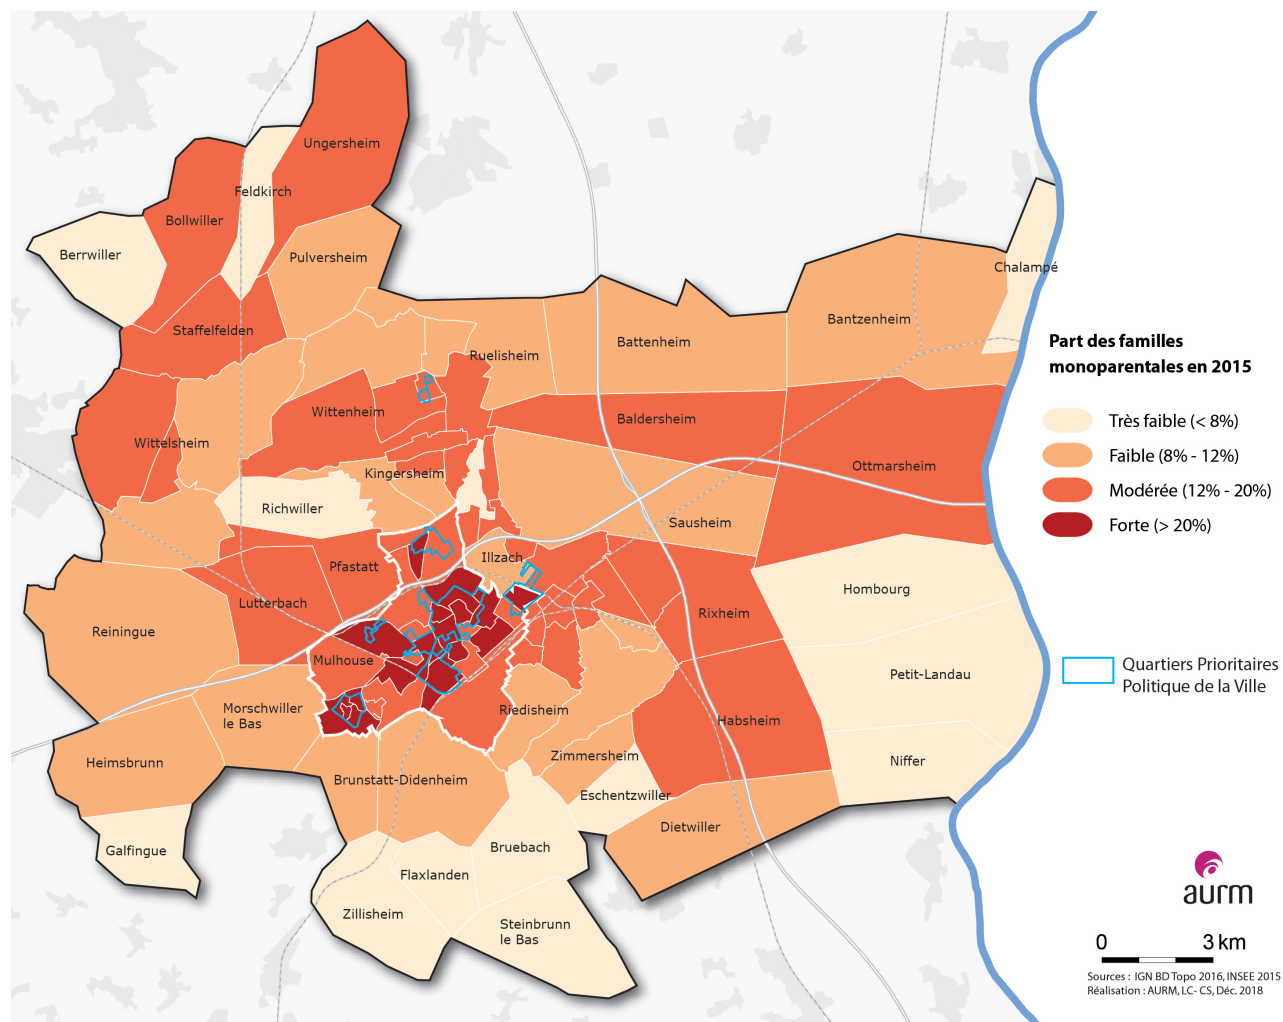 Ungersheim
Feldkirch
Bollwiller
Berrwiller
Pulversheim
Chalampé
Staffelfelden
Bantzenheim
Battenheim
Ruelisheim
Wittenheim
Baldersheim
Wittelsheim
Ottmarsheim
Kingersheim
Richwiller
Sausheim
Illzach
Pfastatt
Hombourg
Lutterbach
Rixheim
Reiningue
Mulhouse
Petit-Landau
Morschwiller
le Bas
Riedisheim
Habsheim
Heimsbrunn
Zimmersheim
Niffer
Brunstatt-Didenheim
Eschentzwiller
Dietwiller
Galfingue
Bruebach
Flaxlanden
Zillisheim
Steinbrunn
le Bas
Part des familles
monoparentales en 2015
Très faible (< 8%)
Faible (8% - 12%)
Modérée (12% - 20%)
Forte (> 20%)
Quartiers Prioritaires
Politique de la Ville
aurm
0 3 km
Sources : IGN BD Topo 2016, INSEE 2015
Réalisation : AURM, LC- CS, Déc. 2018